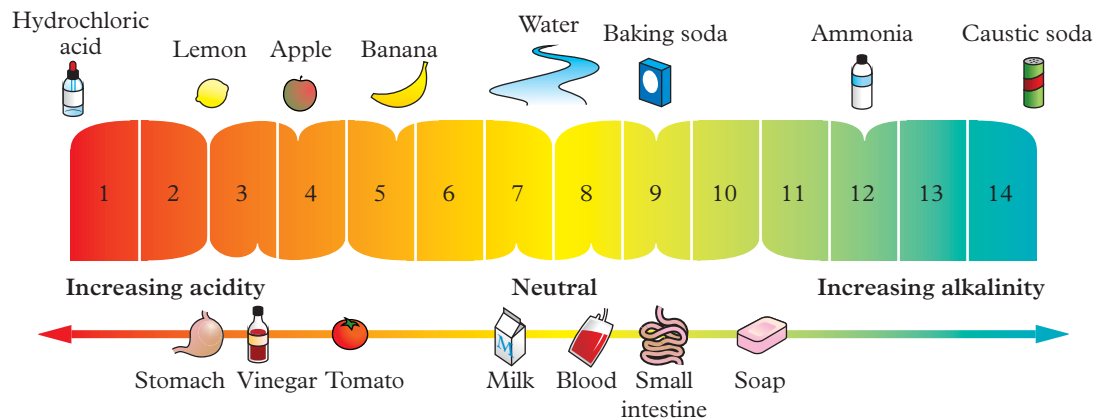 Hydrochloric
acid
Lemon
Apple
Banana
Water
Baking soda
Ammonia
Caustic soda
1 2 3 4 5 6 7 8 9 10 11 12 13 14
Increasing acidity
Neutral
Increasing alkalinity
M
Stomach
Vinegar
Tomato
Milk
Blood
Small
intestine
Soap